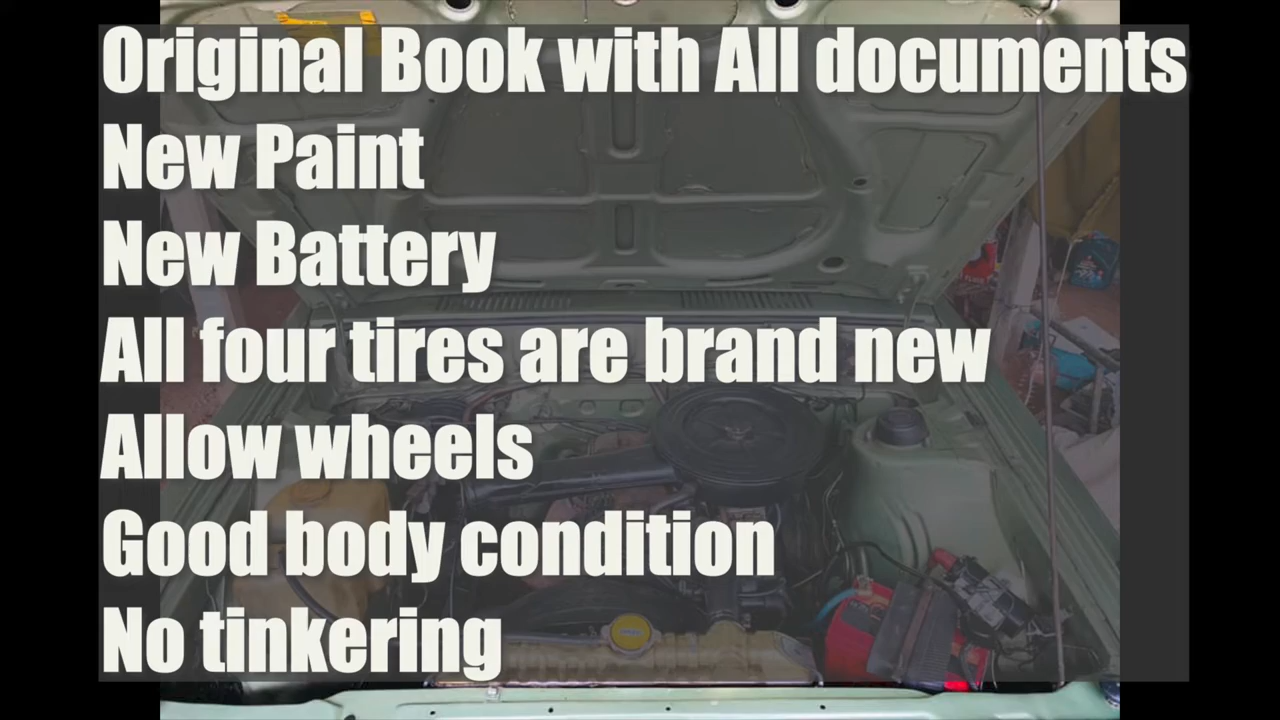 Original Book with All documents
New Paint
New Battery
All four tires are brand new
Allow wheels
Good body condition
No tinkering